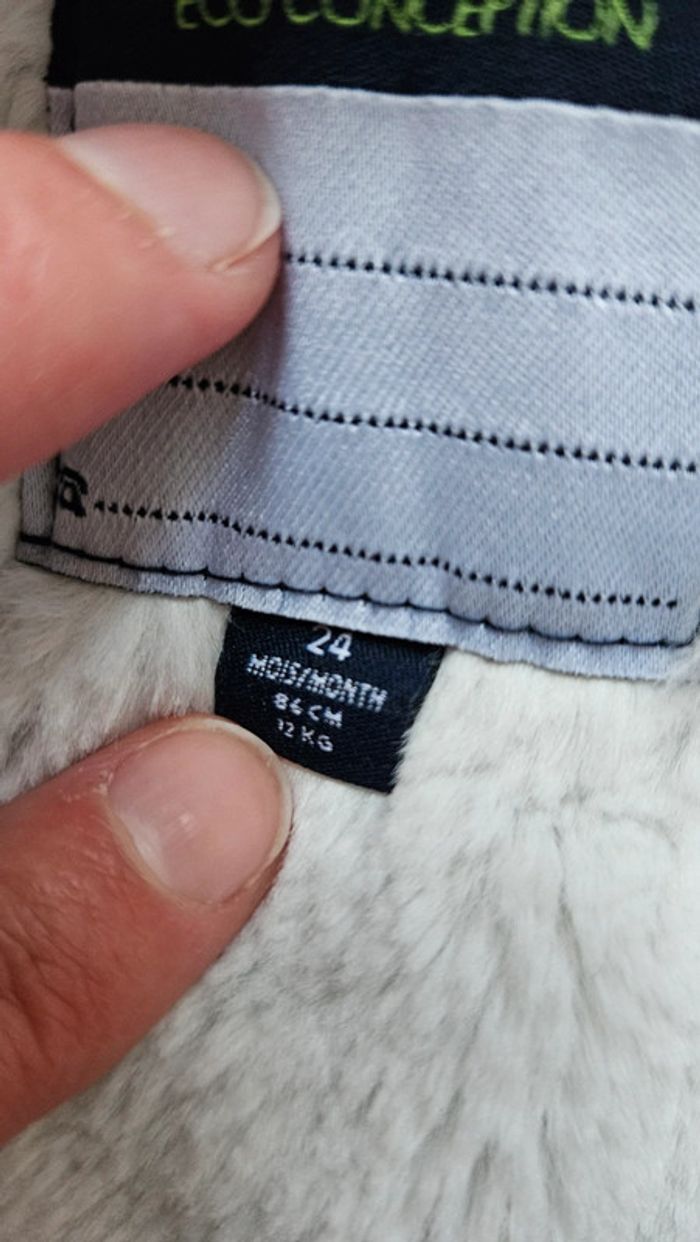 ECO CONCEPTION
24
MOIS/MONTH
86 CM
12 KG